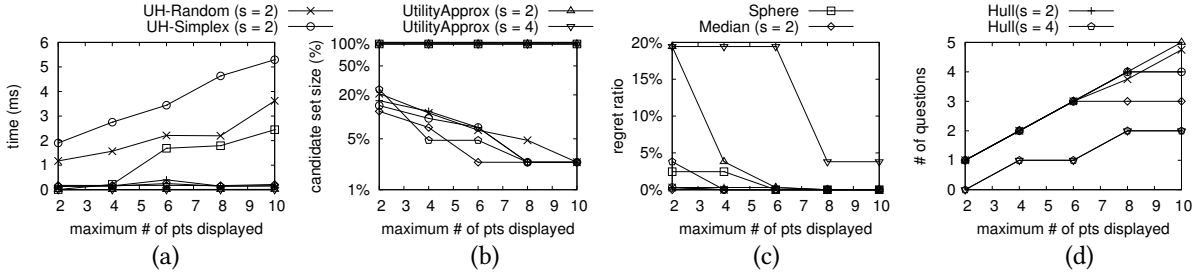 UH-Random (s = 2)
UH-Simplex (s = 2)
UtilityApprox (s = 2)
UtilityApprox (s = 4)
Sphere
Median (s = 2)
Hull(s = 2)
Hull(s = 4)
time (ms)
6
5
4
3
2
1
0
2 3 4 5 6 7 8 9 10
maximum # of pts displayed
(a)
candidate set size (%)
100%
50%
20%
5%
1%
2 3 4 5 6 7 8 9 10
maximum # of pts displayed
(b)
regret ratio
20%
15%
10%
5%
0%
2 3 4 5 6 7 8 9 10
maximum # of pts displayed
(c)
# of questions
5
4
3
2
1
0
2 3 4 5 6 7 8 9 10
maximum # of pts displayed
(d)